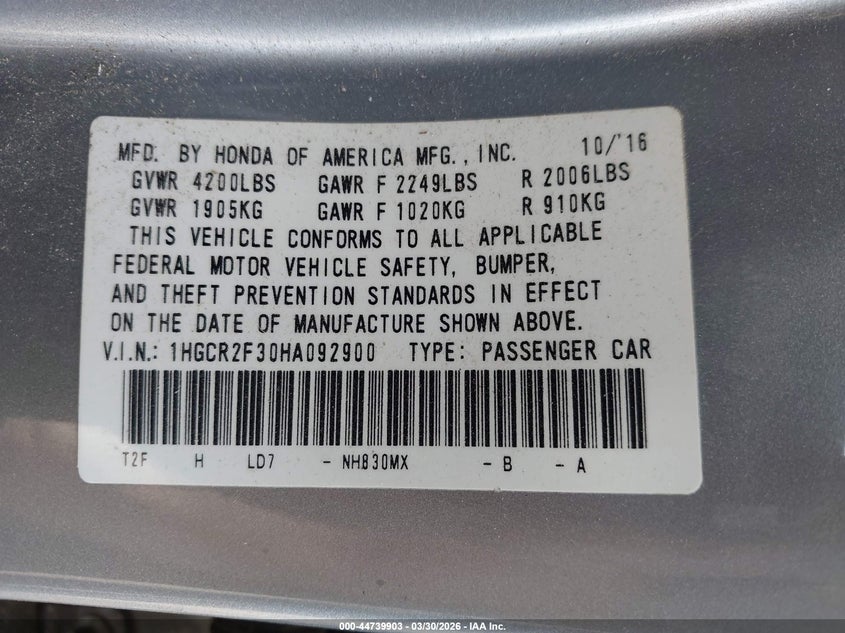 MFD. BY HONDA OF AMERICA MFG., INC. 10/'16
GVWR 4200LBS GAWR F 2249LBS R 2006LBS
GVWR 1905KG GAWR F 1020KG R 910KG
THIS VEHICLE CONFORMS TO ALL APPLICABLE
FEDERAL MOTOR VEHICLE SAFETY, BUMPER,
AND THEFT PREVENTION STANDARDS IN EFFECT
ON THE DATE OF MANUFACTURE SHOWN ABOVE.
V.I.N.: 1HGCR2F30HA092900 TYPE: PASSENGER CAR
T2F H LD7 - NH830MX - B - A
000-44739903 — 03/30/2026 — IAA Inc.